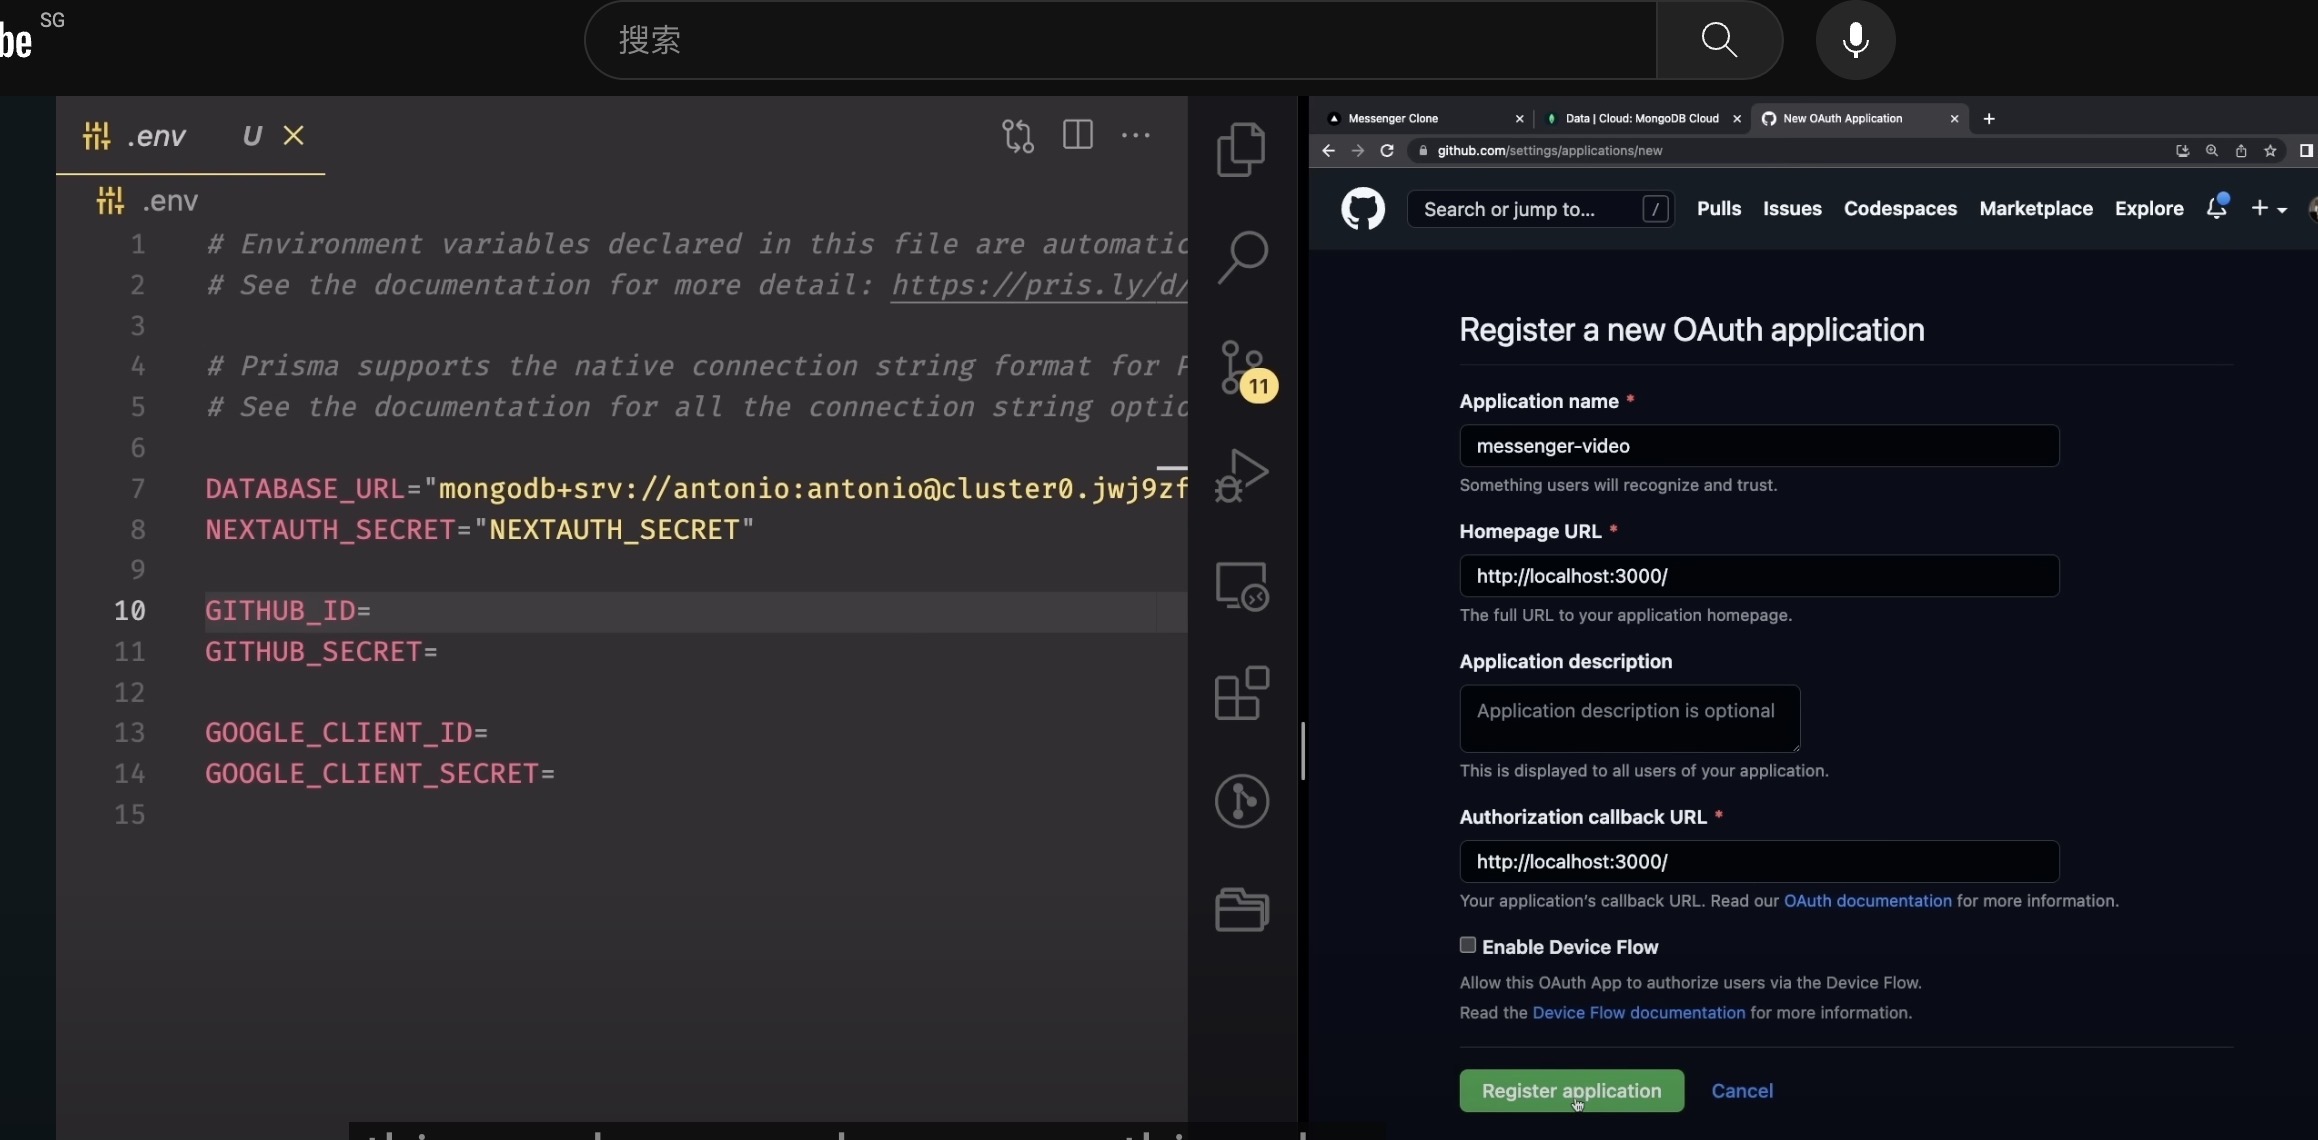 be SG
搜索
.env U
.env
1 # Environment variables declared in this file are automatic
2 # See the documentation for more detail: https://pris.ly/d/
3
4 # Prisma supports the native connection string format for P
5 # See the documentation for all the connection string optio
6
7 DATABASE_URL="mongodb+srv://antonio:antonio@cluster0.jwj9zf
8 NEXTAUTH_SECRET="NEXTAUTH_SECRET"
9
10 GITHUB_ID=
11 GITHUB_SECRET=
12
13 GOOGLE_CLIENT_ID=
14 GOOGLE_CLIENT_SECRET=
15
11
Messenger Clone
Data | Cloud: MongoDB Cloud
New OAuth Application
github.com/settings/applications/new
Search or jump to... /
Pulls Issues Codespaces Marketplace Explore
Register a new OAuth application
Application name *
messenger-video
Something users will recognize and trust.
Homepage URL *
http://localhost:3000/
The full URL to your application homepage.
Application description
Application description is optional
This is displayed to all users of your application.
Authorization callback URL *
http://localhost:3000/
Your application's callback URL. Read our OAuth documentation for more information.
Enable Device Flow
Allow this OAuth App to authorize users via the Device Flow.
Read the Device Flow documentation for more information.
Register application Cancel